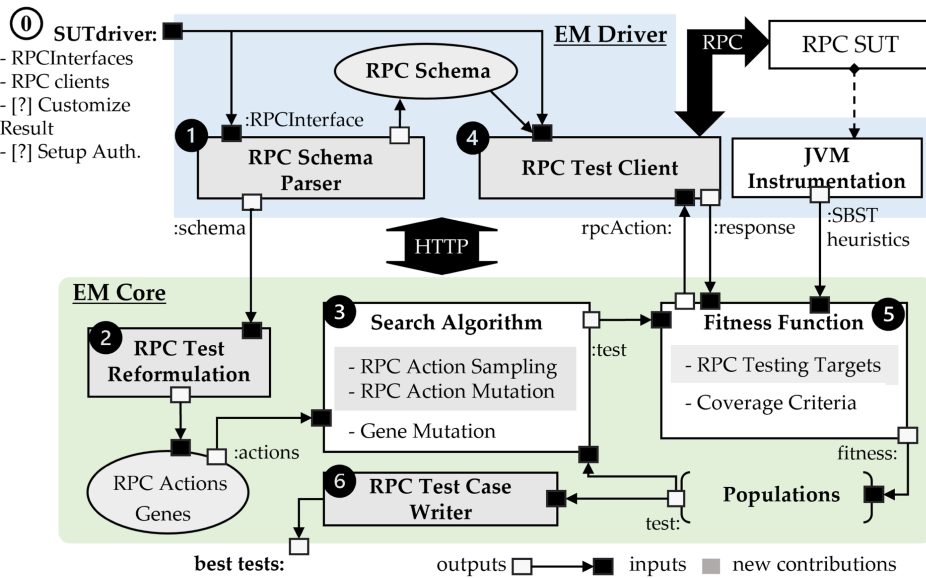 0
SUTdriver:
- RPCInterfaces
- RPC clients
- [?] Customize
Result
- [?] Setup Auth.
EM Driver
RPC
RPC SUT
RPC Schema
:RPCInterface
1
RPC Schema
Parser
4
RPC Test Client
JVM
Instrumentation
:schema
HTTP
rpcAction:
:response
:SBST
heuristics
EM Core
2
RPC Test
Reformulation
3
Search Algorithm
- RPC Action Sampling
- RPC Action Mutation
- Gene Mutation
:test
5
Fitness Function
- RPC Testing Targets
- Coverage Criteria
:actions
RPC Actions
Genes
fitness:
6
RPC Test Case
Writer
test:
Populations
best tests:
outputs
inputs
new contributions